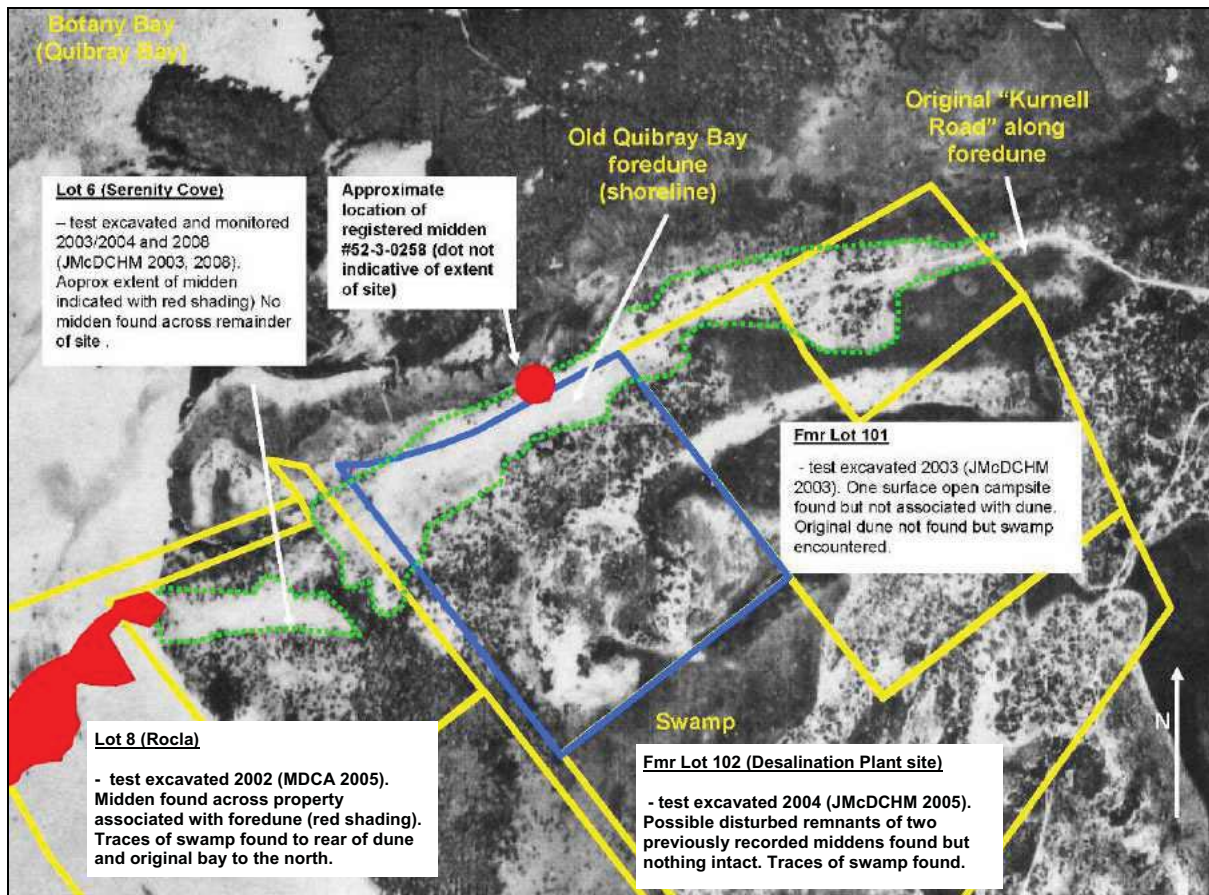 Botany Bay
(Quibray Bay)
Original “Kurnell
Road” along
foredune
Old Quibray Bay
foredune
(shoreline)
Lot 6 (Serenity Cove)
– test excavated and monitored
2003/2004 and 2008
(JMcDCHM 2003, 2008).
Aoprox extent of midden
indicated with red shading) No
midden found across remainder
of site .
Approximate
location of
registered midden
#52-3-0258 (dot not
indicative of extent
of site)
Fmr Lot 101
- test excavated 2003 (JMcDCHM
2003). One surface open campsite
found but not associated with dune.
Original dune not found but swamp
encountered.
Swamp
N
Lot 8 (Rocla)
- test excavated 2002 (MDCA 2005).
Midden found across property
associated with foredune (red shading).
Traces of swamp found to rear of dune
and original bay to the north.
Fmr Lot 102 (Desalination Plant site)
- test excavated 2004 (JMcDCHM 2005).
Possible disturbed remnants of two
previously recorded middens found but
nothing intact. Traces of swamp found.